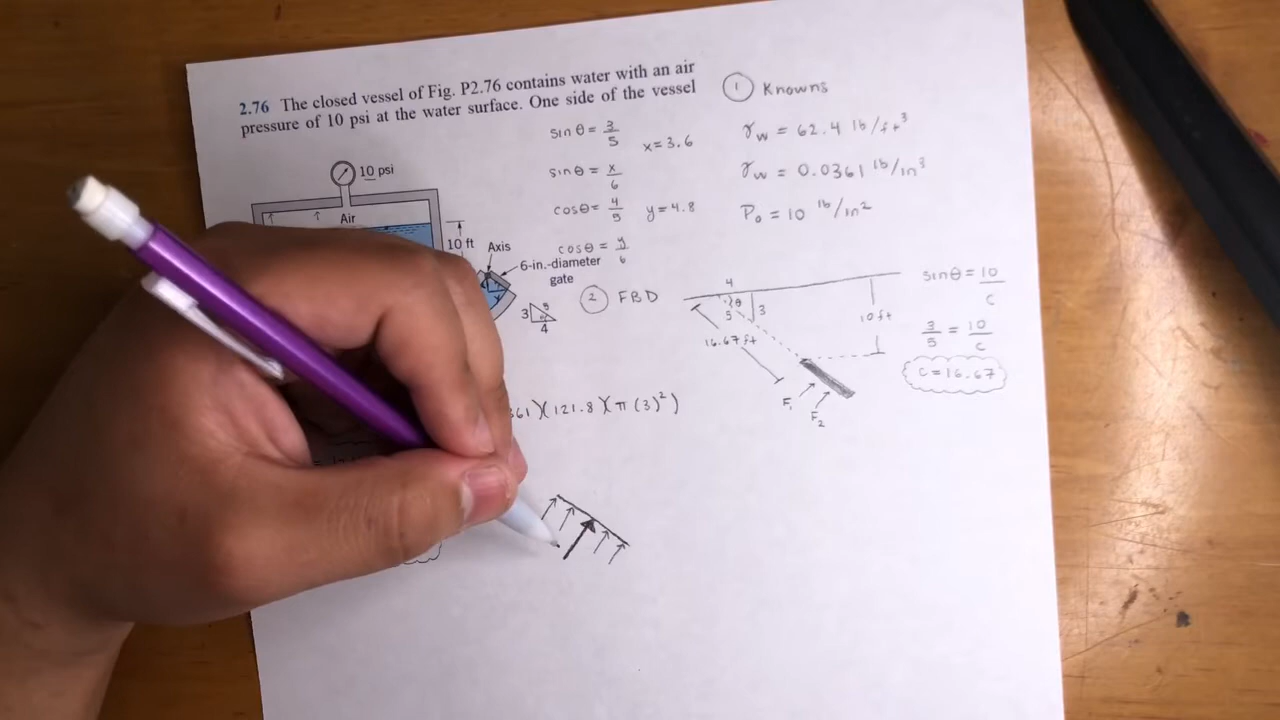 2.76 The closed vessel of Fig. P2.76 contains water with an air
pressure of 10 psi at the water surface. One side of the vessel
10 psi
Air
10 ft
Axis
6-in.-diameter
gate
3
5
4
sin θ = 3/5
x = 3.6
sin θ = x/6
cos θ = 4/5
y = 4.8
cos θ = y/6
① Knowns
γw = 62.4 lb/ft³
γw = 0.0361 lb/in³
P₀ = 10 lb/in²
② FBD
4
θ
5
3
16.67 ft
10 ft
F₁
F₂
sin θ = 10/c
3/5 = 10/c
c = 16.67
361)(121.8)(π(3)²)